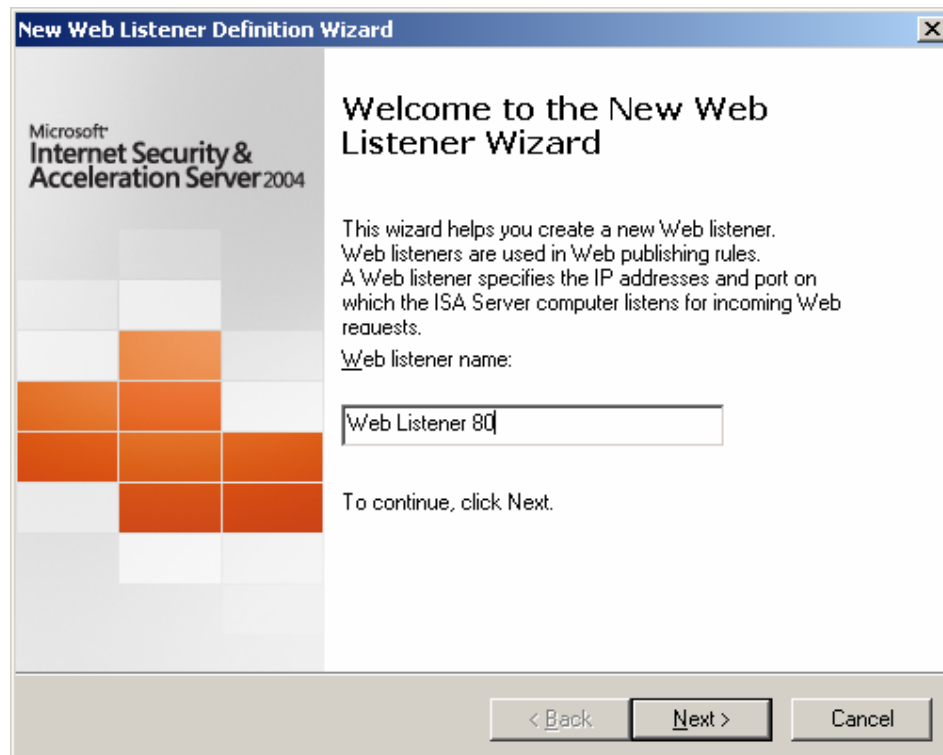 New Web Listener Definition Wizard
Microsoft
Internet Security &
Acceleration Server 2004
Welcome to the New Web
Listener Wizard
This wizard helps you create a new Web listener.
Web listeners are used in Web publishing rules.
A Web listener specifies the IP addresses and port on
which the ISA Server computer listens for incoming Web
requests.
Web listener name:
Web Listener 80
To continue, click Next.
< Back
Next >
Cancel